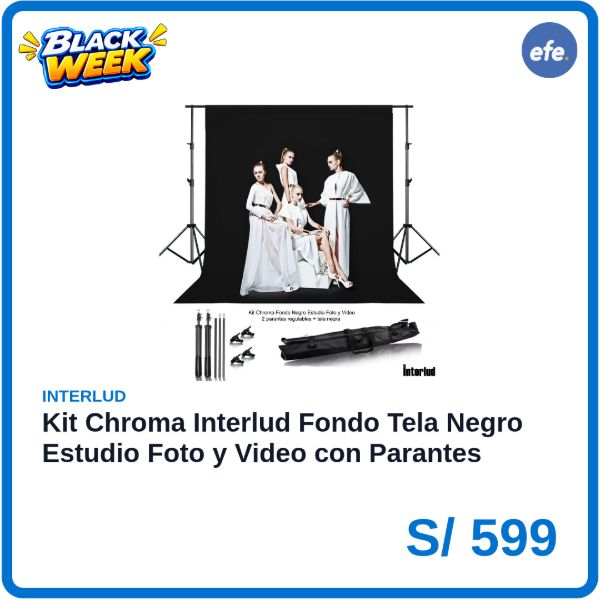 BLACK
WEEK
efe.
Kit Chroma Fondo Negro Estudio Foto y Video
2 parantes regulables + tela negra
interlud
INTERLUD
Kit Chroma Interlud Fondo Tela Negro
Estudio Foto y Video con Parantes
S/ 599